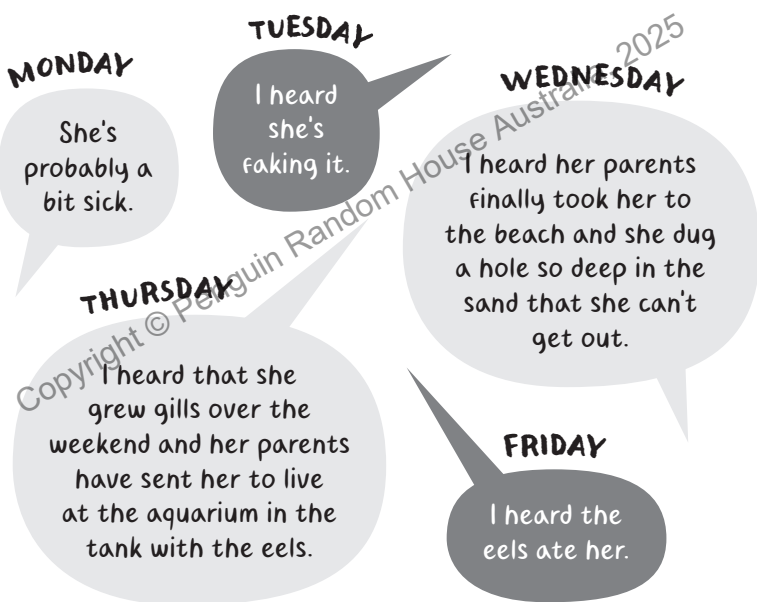 MONDAY
She's
probably a
bit sick.
TUESDAY
I heard
she's
faking it.
WEDNESDAY
I heard her parents
finally took her to
the beach and she dug
a hole so deep in the
sand that she can't
get out.
THURSDAY
I heard that she
grew gills over the
weekend and her parents
have sent her to live
at the aquarium in the
tank with the eels.
FRIDAY
I heard the
eels ate her.
Copyright © Penguin Random House Australia, 2025